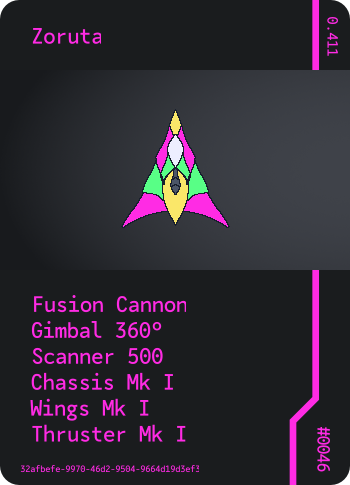 Zoruta
0.411
Fusion Cannon
Gimbal 360°
Scanner 500
Chassis Mk I
Wings Mk I
Thruster Mk I
#0046
32afbefe-9970-46d2-9504-9664d19d3ef3